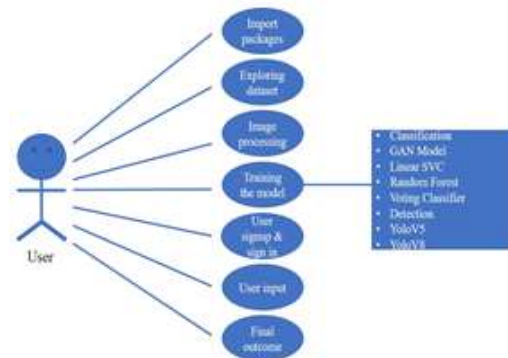 Import
packages
Exploring
dataset
Image
processing
Training
the model
User
signup &
sign in
User input
Final
outcome
User
• Classification
• GAN Model
• Linear SVC
• Random Forest
• Voting Classifier
• Detection
• YoloV5
• YoloV8